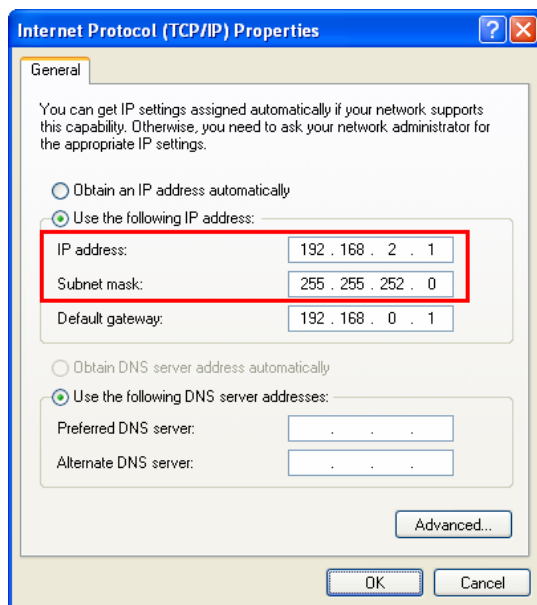 Internet Protocol (TCP/IP) Properties
General
You can get IP settings assigned automatically if your network supports
this capability. Otherwise, you need to ask your network administrator for
the appropriate IP settings.
Obtain an IP address automatically
Use the following IP address:
IP address: 192 . 168 . 2 . 1
Subnet mask: 255 . 255 . 252 . 0
Default gateway: 192 . 168 . 0 . 1
Obtain DNS server address automatically
Use the following DNS server addresses:
Preferred DNS server: . . .
Alternate DNS server: . . .
Advanced...
OK Cancel